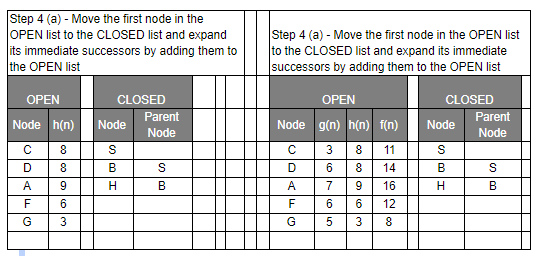 Step 4 (a) - Move the first node in the
OPEN list to the CLOSED list and expand
its immediate successors by adding them to
the OPEN list
Step 4 (a) - Move the first node in the OPEN list
to the CLOSED list and expand its immediate
successors by adding them to the OPEN list
OPEN CLOSED OPEN CLOSED
Node h(n) Node Parent Node Node g(n) h(n) f(n) Node Parent Node
C 8 S C 3 8 11 S
D 8 B S D 6 8 14 B S
A 9 H B A 7 9 16 H B
F 6 F 6 6 12
G 3 G 5 3 8